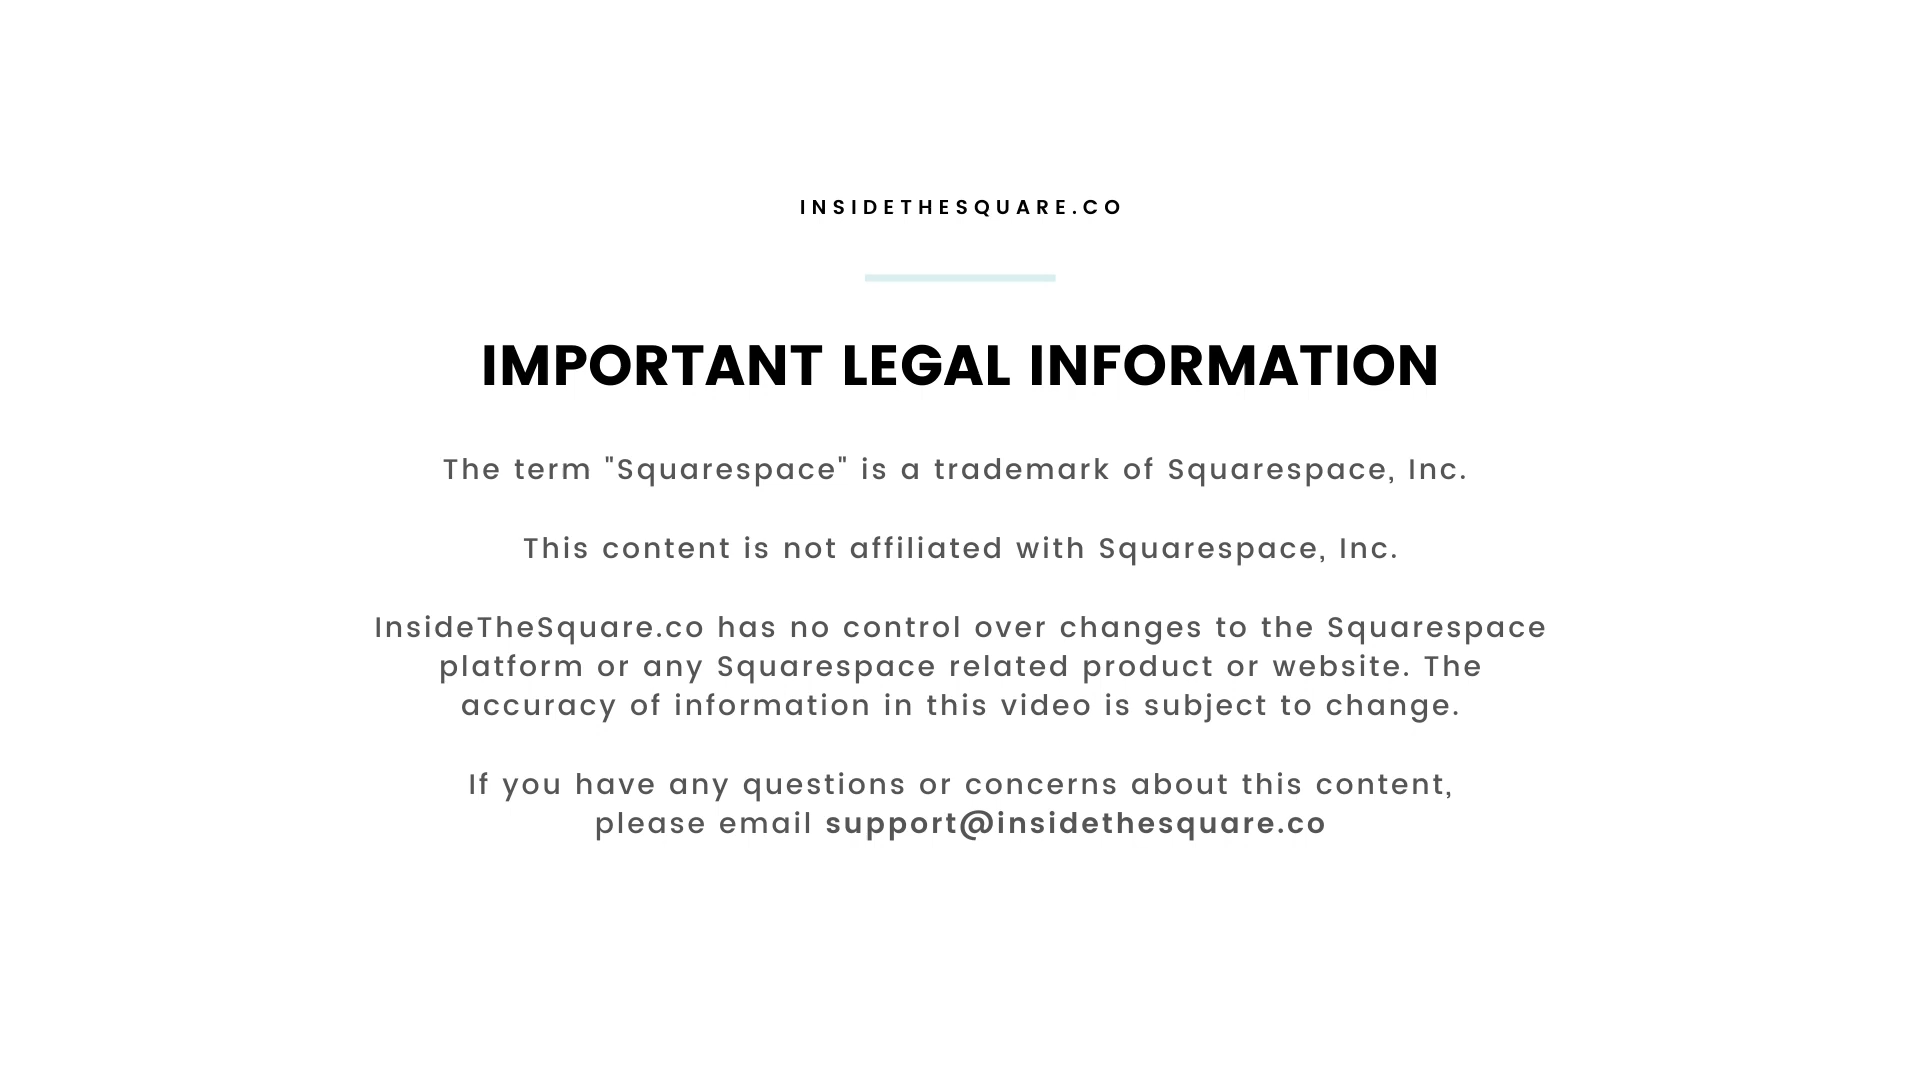 INSIDETHESQUARE.CO
IMPORTANT LEGAL INFORMATION
The term "Squarespace" is a trademark of Squarespace, Inc.
This content is not affiliated with Squarespace, Inc.
InsideTheSquare.co has no control over changes to the Squarespace
platform or any Squarespace related product or website. The
accuracy of information in this video is subject to change.
If you have any questions or concerns about this content,
please email support@insidethesquare.co